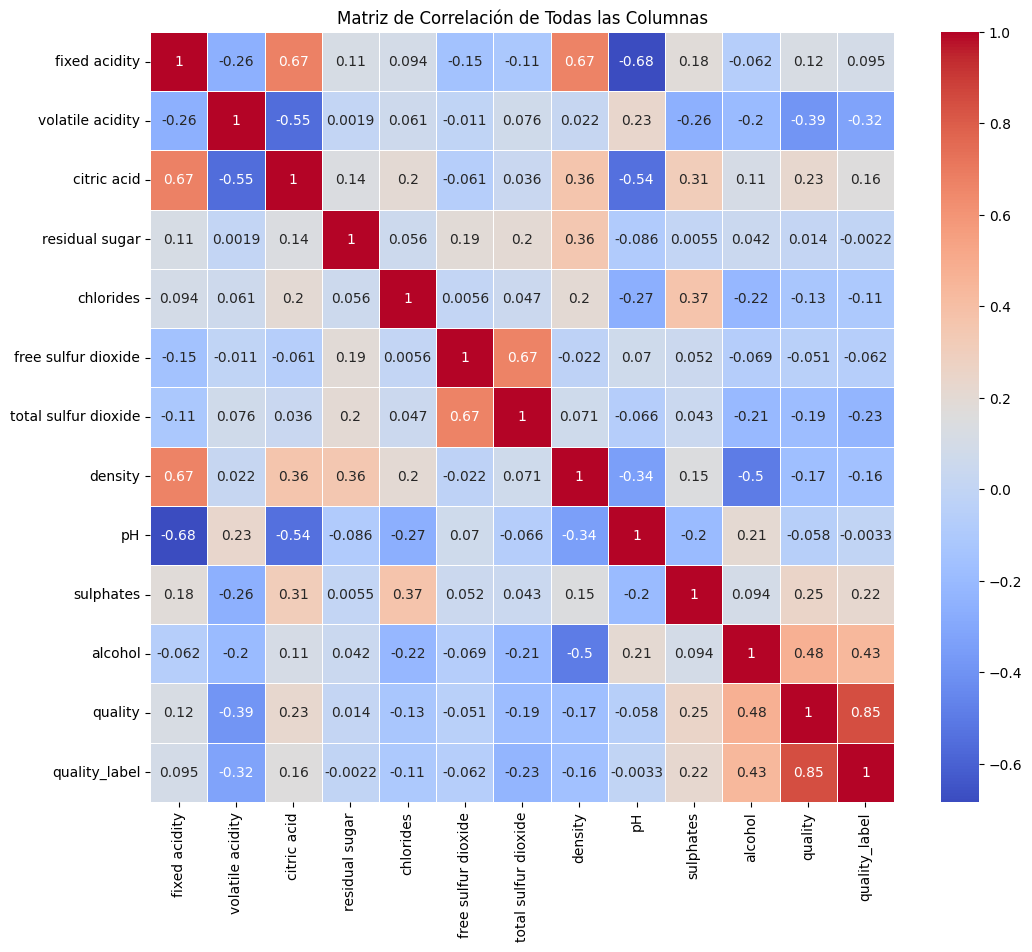 Matriz de Correlación de Todas las Columnas
fixed acidity 1 -0.26 0.67 0.11 0.094 -0.15 -0.11 0.67 -0.68 0.18 -0.062 0.12 0.095
volatile acidity -0.26 1 -0.55 0.0019 0.061 -0.011 0.076 0.022 0.23 -0.26 -0.2 -0.39 -0.32
citric acid 0.67 -0.55 1 0.14 0.2 -0.061 0.036 0.36 -0.54 0.31 0.11 0.23 0.16
residual sugar 0.11 0.0019 0.14 1 0.056 0.19 0.2 0.36 -0.086 0.0055 0.042 0.014 -0.0022
chlorides 0.094 0.061 0.2 0.056 1 0.0056 0.047 0.2 -0.27 0.37 -0.22 -0.13 -0.11
free sulfur dioxide -0.15 -0.011 -0.061 0.19 0.0056 1 0.67 -0.022 0.07 0.052 -0.069 -0.051 -0.062
total sulfur dioxide -0.11 0.076 0.036 0.2 0.047 0.67 1 0.071 -0.066 0.043 -0.21 -0.19 -0.23
density 0.67 0.022 0.36 0.36 0.2 -0.022 0.071 1 -0.34 0.15 -0.5 -0.17 -0.16
pH -0.68 0.23 -0.54 -0.086 -0.27 0.07 -0.066 -0.34 1 -0.2 0.21 -0.058 -0.0033
sulphates 0.18 -0.26 0.31 0.0055 0.37 0.052 0.043 0.15 -0.2 1 0.094 0.25 0.22
alcohol -0.062 -0.2 0.11 0.042 -0.22 -0.069 -0.21 -0.5 0.21 0.094 1 0.48 0.43
quality 0.12 -0.39 0.23 0.014 -0.13 -0.051 -0.19 -0.17 -0.058 0.25 0.48 1 0.85
quality_label 0.095 -0.32 0.16 -0.0022 -0.11 -0.062 -0.23 -0.16 -0.0033 0.22 0.43 0.85 1
fixed acidity
volatile acidity
citric acid
residual sugar
chlorides
free sulfur dioxide
total sulfur dioxide
density
pH
sulphates
alcohol
quality
quality_label
1.0
0.8
0.6
0.4
0.2
0.0
−0.2
−0.4
−0.6